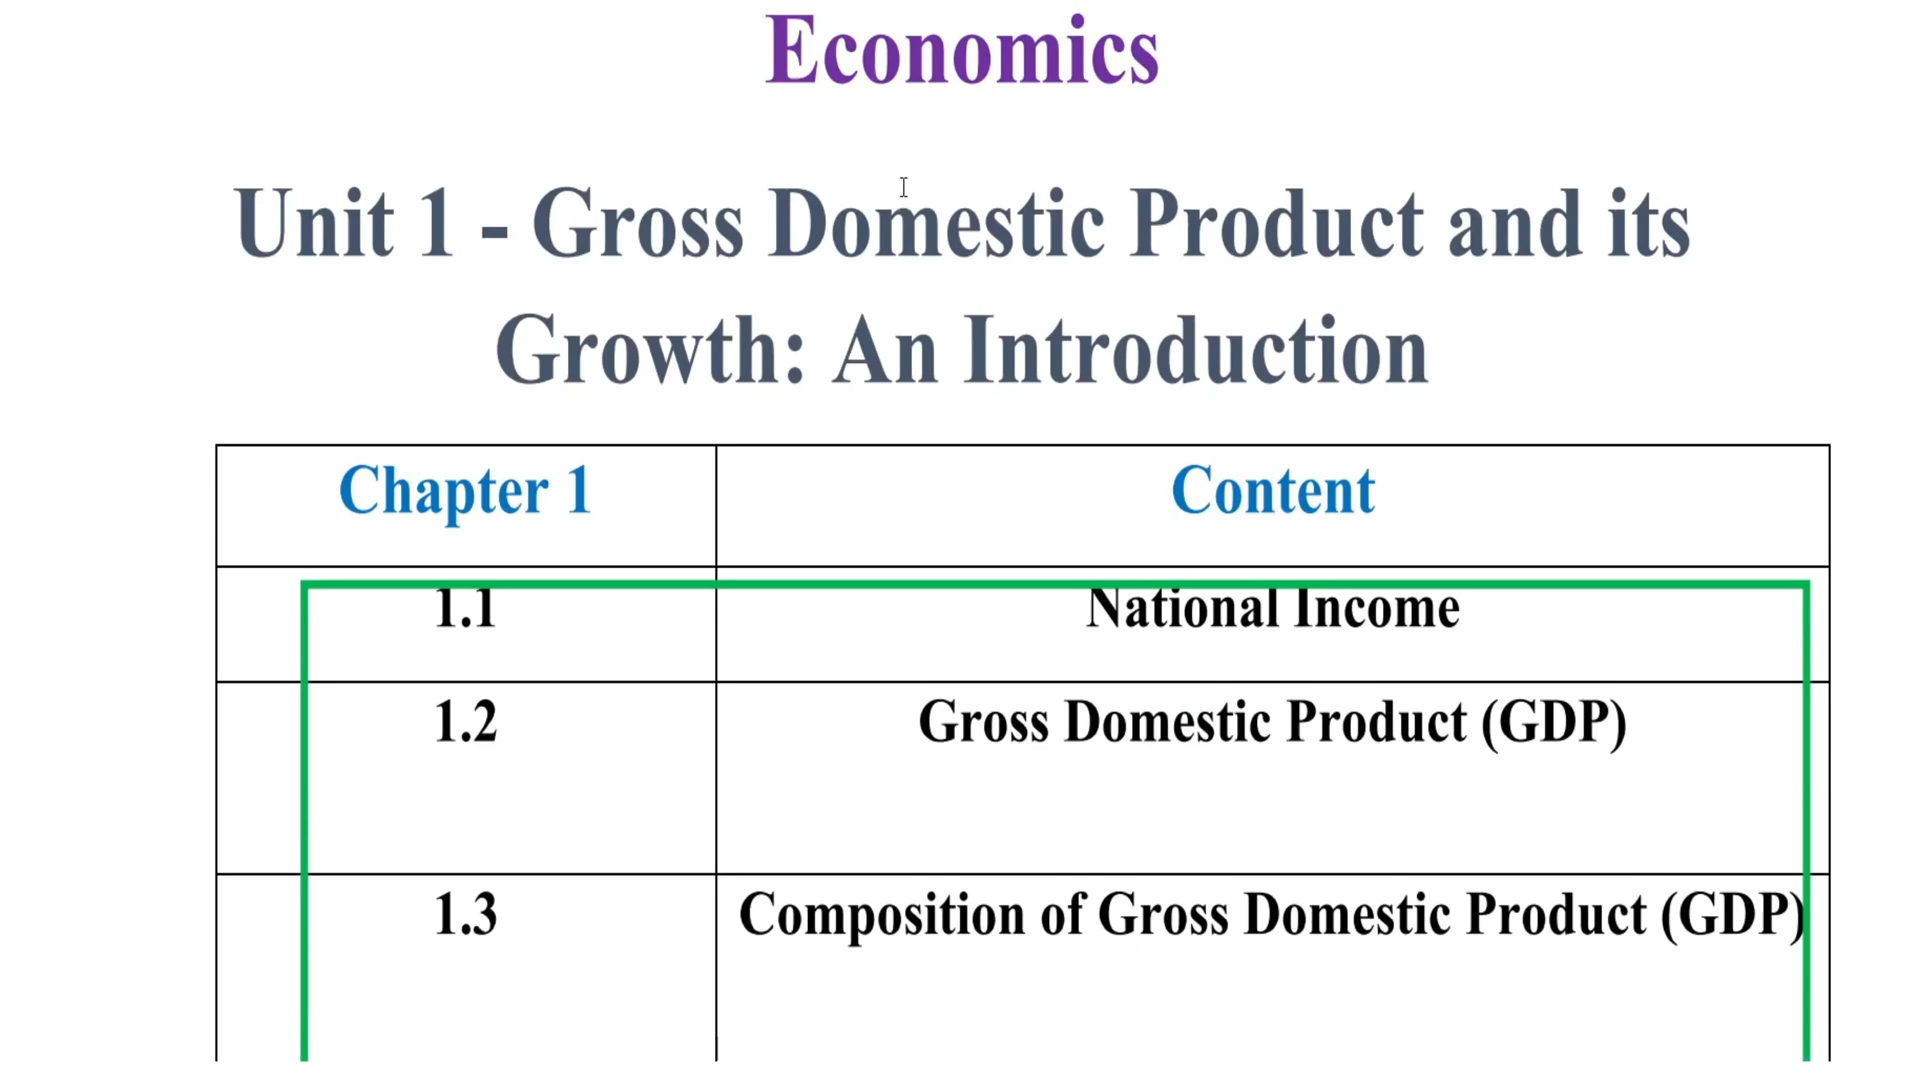 Economics
Unit 1 - Gross Domestic Product and its
Growth: An Introduction
Chapter 1 Content
1.1 National Income
1.2 Gross Domestic Product (GDP)
1.3 Composition of Gross Domestic Product (GDP)